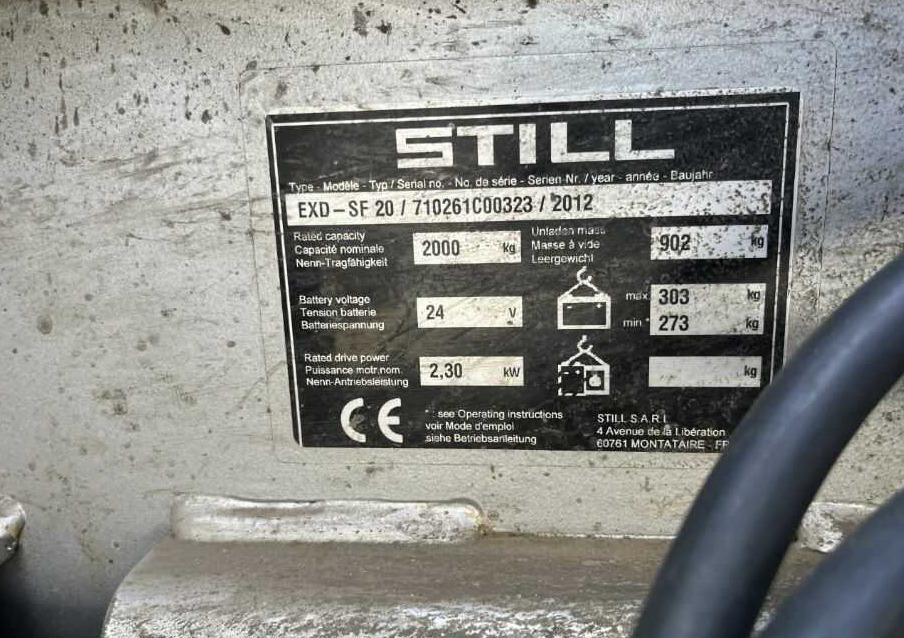 STILL
Type - Modèle - Typ / Serial no. - No. de série - Serien Nr. / year - année - Baujahr
EXD-SF 20 / 710261C00323 / 2012
Rated capacity
Capacité nominale
Nenn-Tragfähigkeit
2000 kg
Unladen mass
Masse à vide
Leergewicht
902 kg
Battery voltage
Tension batterie
Batteriespannung
24 V
max. 303 kg
min.* 273 kg
Rated drive power
Puissance motr.nom.
Nenn-Antriebsleistung
2,30 kW
kg
CE
* : see Operating instructions
voir Mode d'emploi
siehe Betriebsanleitung
STILL S.A.R.L
4 Avenue de la Libération
60761 MONTATAIRE - FR